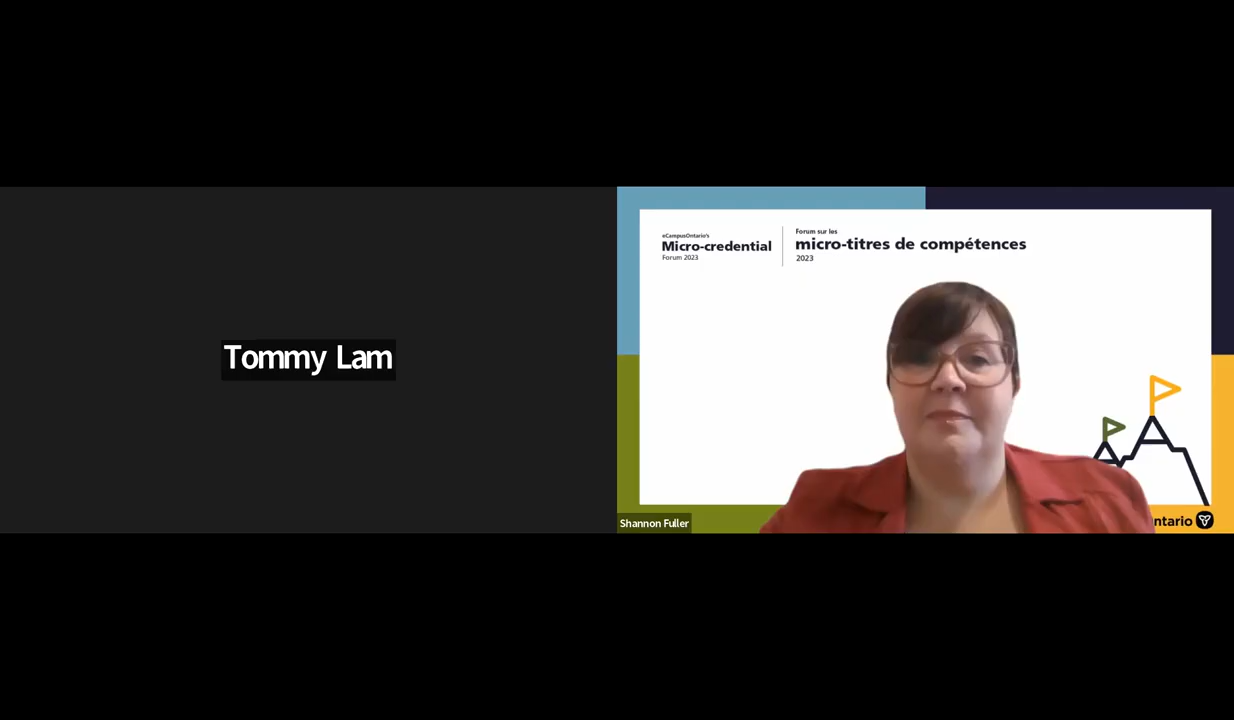 Tommy Lam
eCampusOntario's
Micro-credential
Forum 2023
Forum sur les
micro-titres de compétences
2023
Shannon Fuller
ntario